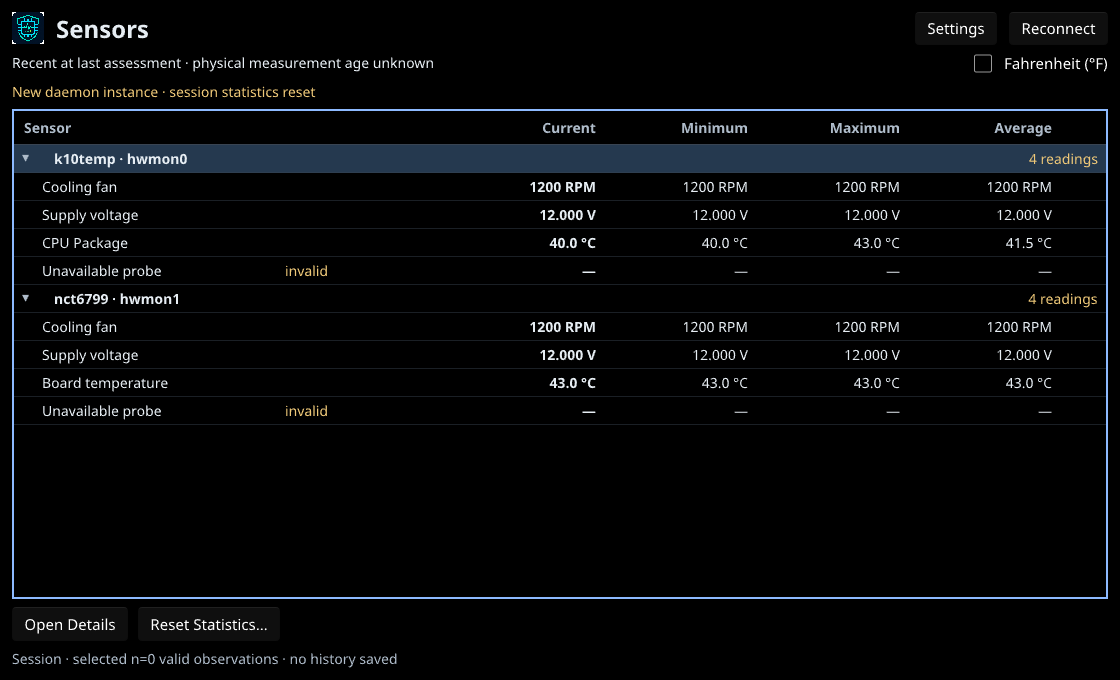 Sensors Settings Reconnect
Recent at last assessment · physical measurement age unknown Fahrenheit (°F)
New daemon instance · session statistics reset
Sensor Current Minimum Maximum Average
k10temp · hwmon0 4 readings
Cooling fan 1200 RPM 1200 RPM 1200 RPM 1200 RPM
Supply voltage 12.000 V 12.000 V 12.000 V 12.000 V
CPU Package 40.0 °C 40.0 °C 43.0 °C 41.5 °C
Unavailable probe invalid — — — —
nct6799 · hwmon1 4 readings
Cooling fan 1200 RPM 1200 RPM 1200 RPM 1200 RPM
Supply voltage 12.000 V 12.000 V 12.000 V 12.000 V
Board temperature 43.0 °C 43.0 °C 43.0 °C 43.0 °C
Unavailable probe invalid — — — —
Open Details Reset Statistics...
Session · selected n=0 valid observations · no history saved